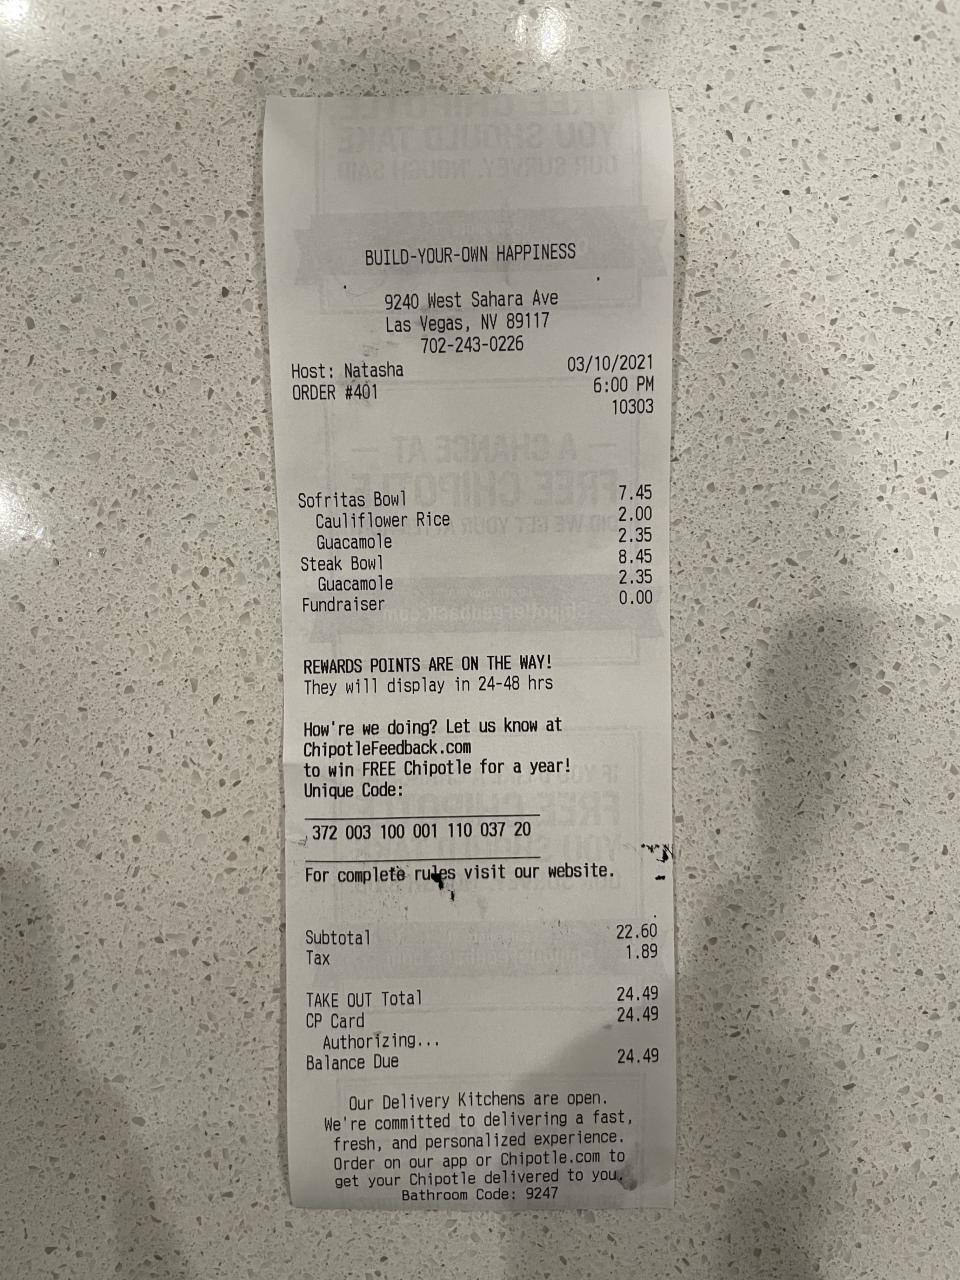 BUILD-YOUR-OWN HAPPINESS
9240 West Sahara Ave
Las Vegas, NV 89117
702-243-0226
Host: Natasha 03/10/2021
ORDER #401 6:00 PM
10303
Sofritas Bowl 7.45
Cauliflower Rice 2.00
Guacamole 2.35
Steak Bowl 8.45
Guacamole 2.35
Fundraiser 0.00
REWARDS POINTS ARE ON THE WAY!
They will display in 24-48 hrs
How're we doing? Let us know at
ChipotleFeedback.com
to win FREE Chipotle for a year!
Unique Code:
372 003 100 001 110 037 20
For complete rules visit our website.
Subtotal 22.60
Tax 1.89
TAKE OUT Total 24.49
CP Card 24.49
Authorizing...
Balance Due 24.49
Our Delivery Kitchens are open.
We're committed to delivering a fast,
fresh, and personalized experience.
Order on our app or Chipotle.com to
get your Chipotle delivered to you.
Bathroom Code: 9247